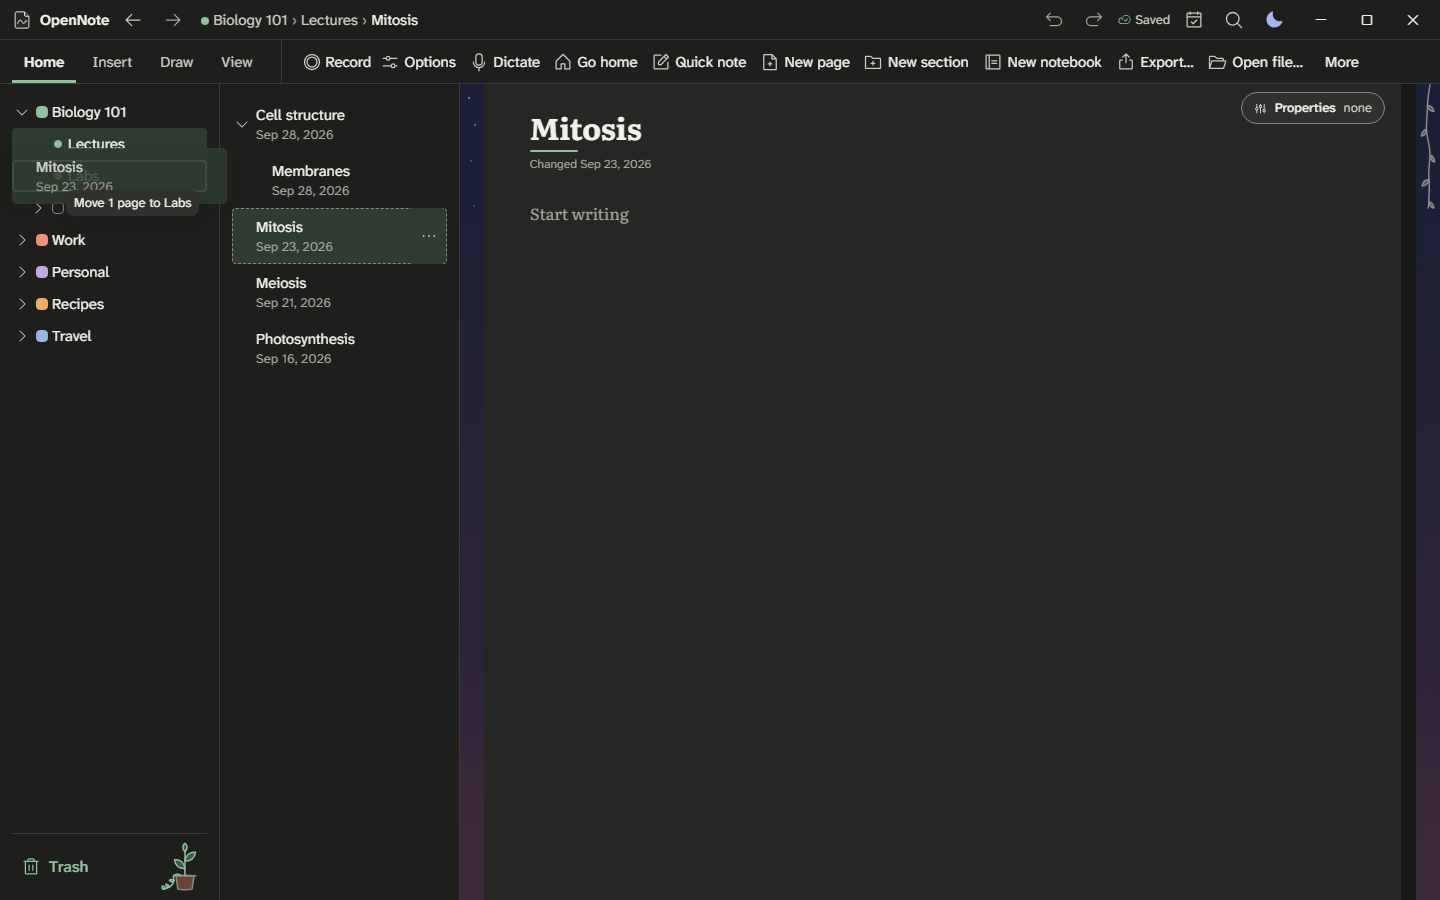 OpenNote
Biology 101 › Lectures › Mitosis
Saved
Home
Insert
Draw
View
Record
Options
Dictate
Go home
Quick note
New page
New section
New notebook
Export...
Open file...
More
Biology 101
Lectures
Labs
Mitosis
Sep 23, 2026
Move 1 page to Labs
Work
Personal
Recipes
Travel
Trash
Cell structure
Sep 28, 2026
Membranes
Sep 28, 2026
Mitosis
Sep 23, 2026
Meiosis
Sep 21, 2026
Photosynthesis
Sep 16, 2026
Properties none
Mitosis
Changed Sep 23, 2026
Start writing